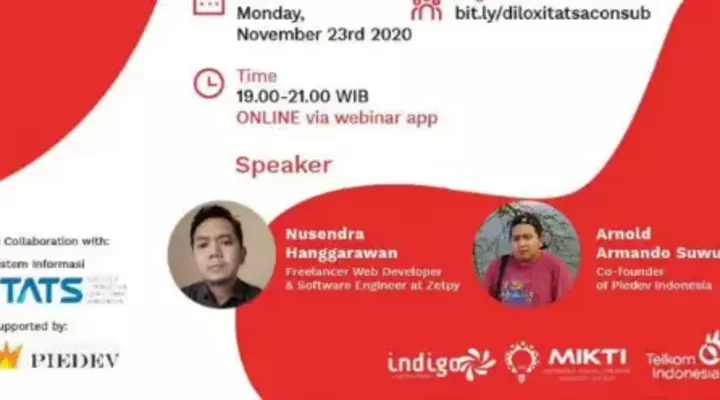 Monday,
November 23rd 2020
bit.ly/diloxitatsaconsub
Time
19.00-21.00 WIB
ONLINE via webinar app
Speaker
Nusendra
Hanggarawan
Freelancer Web Developer
& Software Engineer at Zetpy
Arnold
Armando Suwu
Co-founder
of Piedev Indonesia
Collaboration with:
stem Informasi
TATS
upported by:
PIEDEV
indigo
MIKTI
Telkom
Indonesia